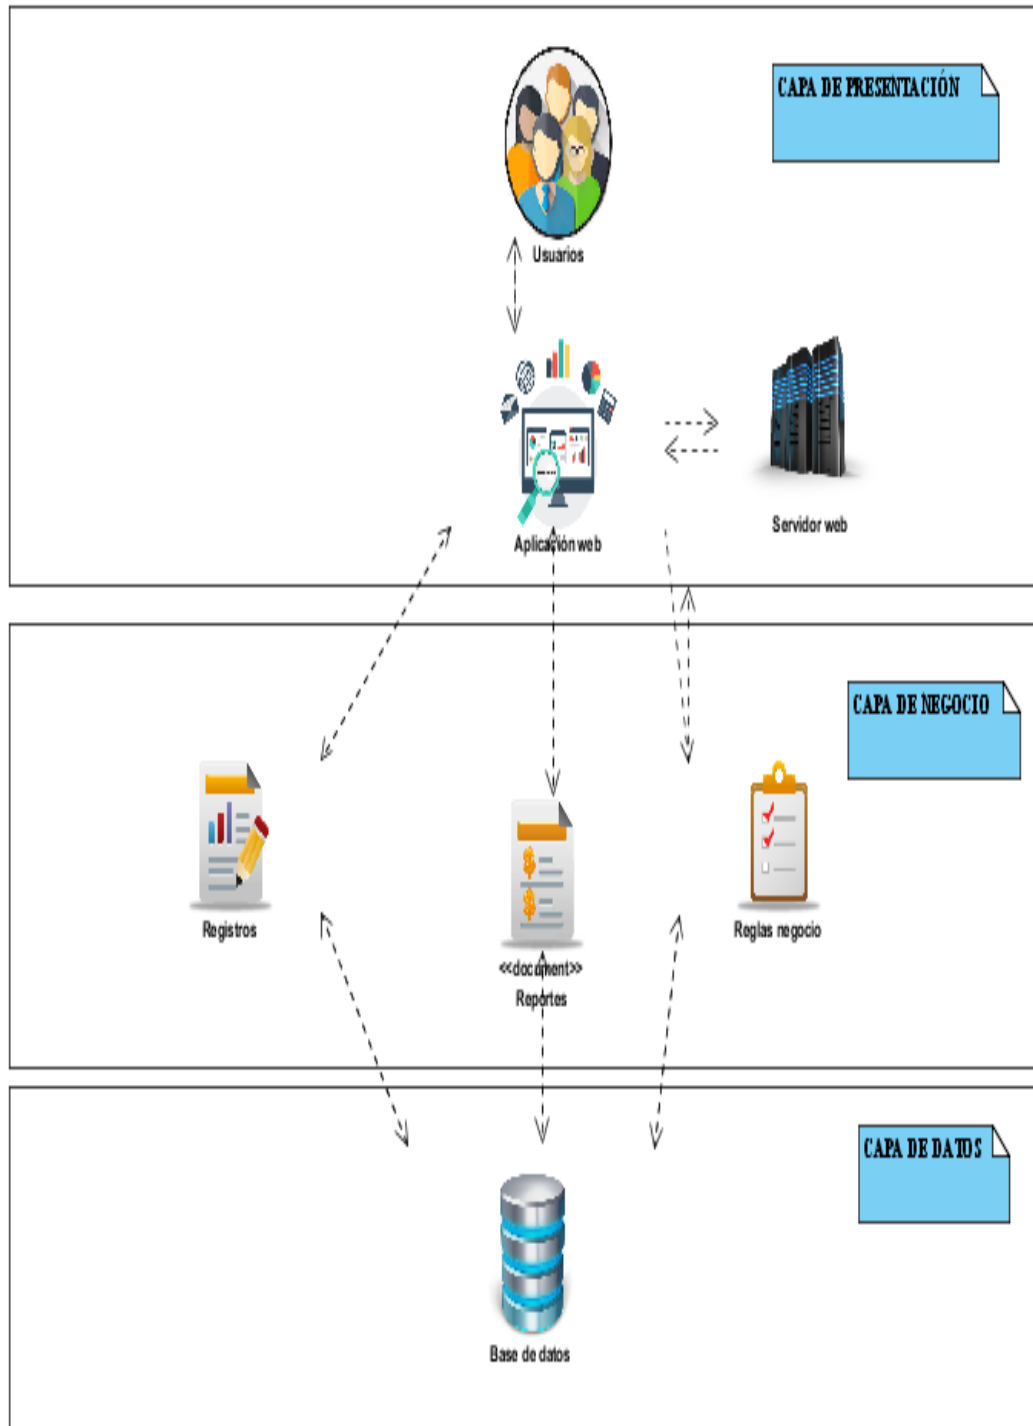 CAPA DE PRESENTACIÓN
Usuarios
Servidor web
Aplicación web
CAPA DE NEGOCIO
Registros
Reglas negocio
<<document>>
Reportes
CAPA DE DATOS
Base de datos